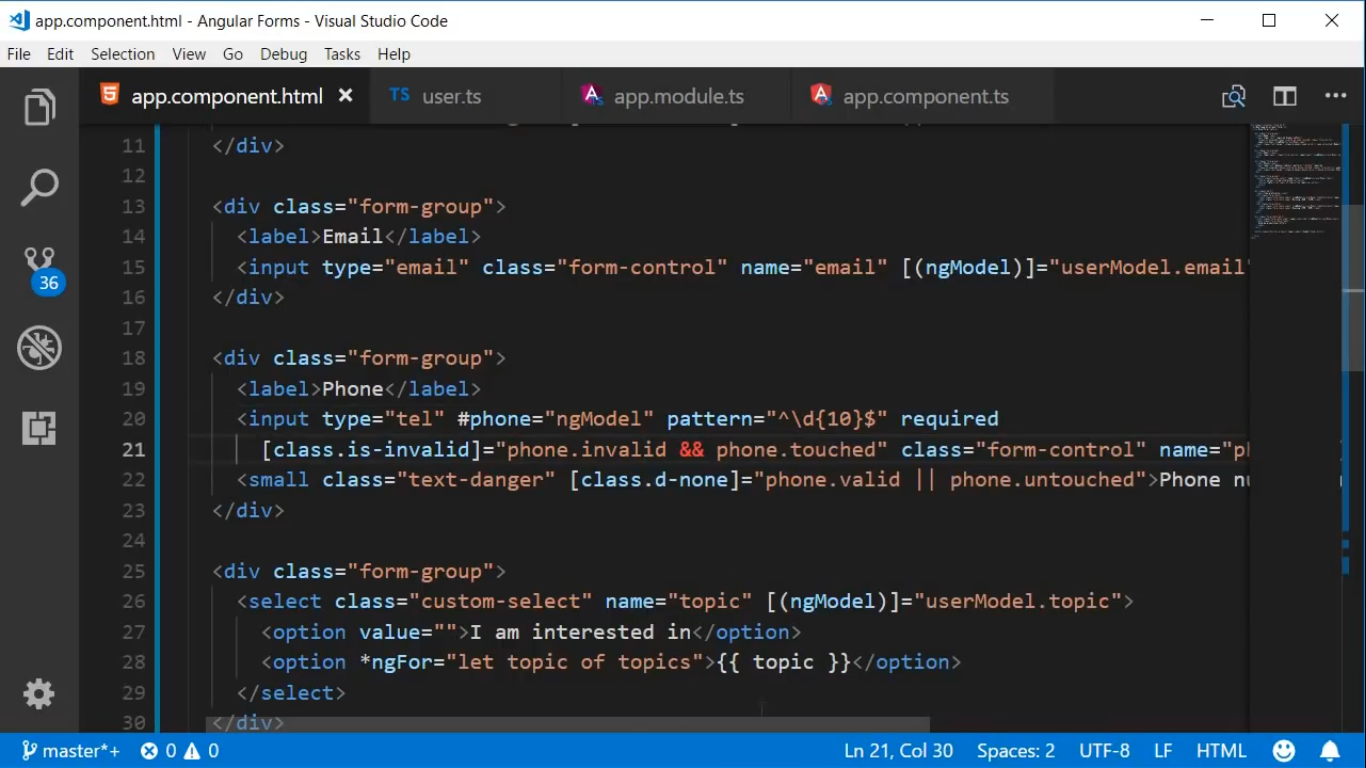 app.component.html - Angular Forms - Visual Studio Code
File Edit Selection View Go Debug Tasks Help
app.component.html
TS user.ts
app.module.ts
app.component.ts
11 </div>
12
13 <div class="form-group">
14 <label>Email</label>
15 <input type="email" class="form-control" name="email" [(ngModel)]="userModel.email"
16 </div>
17
18 <div class="form-group">
19 <label>Phone</label>
20 <input type="tel" #phone="ngModel" pattern="^\d{10}$" required
21 [class.is-invalid]="phone.invalid && phone.touched" class="form-control" name="ph
22 <small class="text-danger" [class.d-none]="phone.valid || phone.untouched">Phone nu
23 </div>
24
25 <div class="form-group">
26 <select class="custom-select" name="topic" [(ngModel)]="userModel.topic">
27 <option value="">I am interested in</option>
28 <option *ngFor="let topic of topics">{{ topic }}</option>
29 </select>
30 </div>
36
master*+ 0 0 Ln 21, Col 30 Spaces: 2 UTF-8 LF HTML